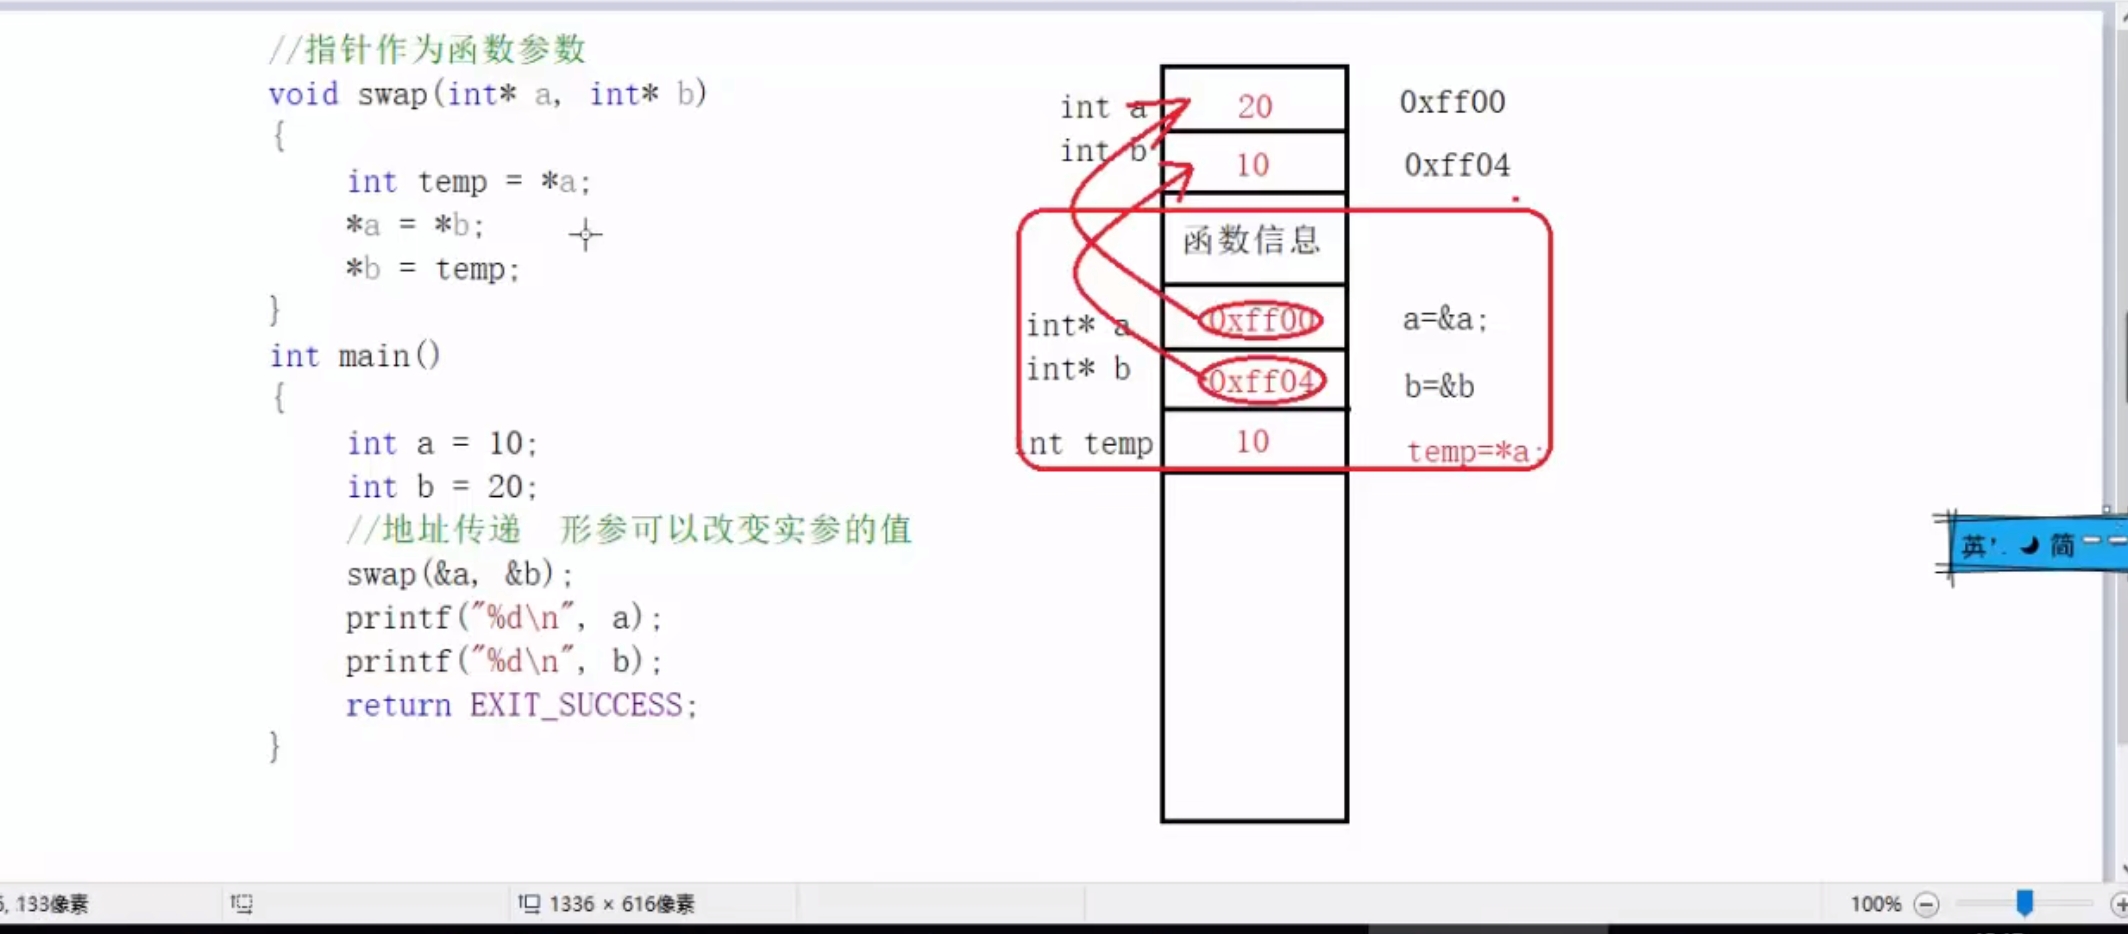 //指针作为函数参数
void swap(int* a, int* b)
{
int temp = *a;
*a = *b;
*b = temp;
}
int main()
{
int a = 10;
int b = 20;
//地址传递 形参可以改变实参的值
swap(&a, &b);
printf("%d\n", a);
printf("%d\n", b);
return EXIT_SUCCESS;
}
int a 20 0xff00
int b 10 0xff04
函数信息
int* a 0xff00 a=&a;
int* b 0xff04 b=&b
int temp 10 temp=*a;
英 简
133像素
1336 × 616像素
100%